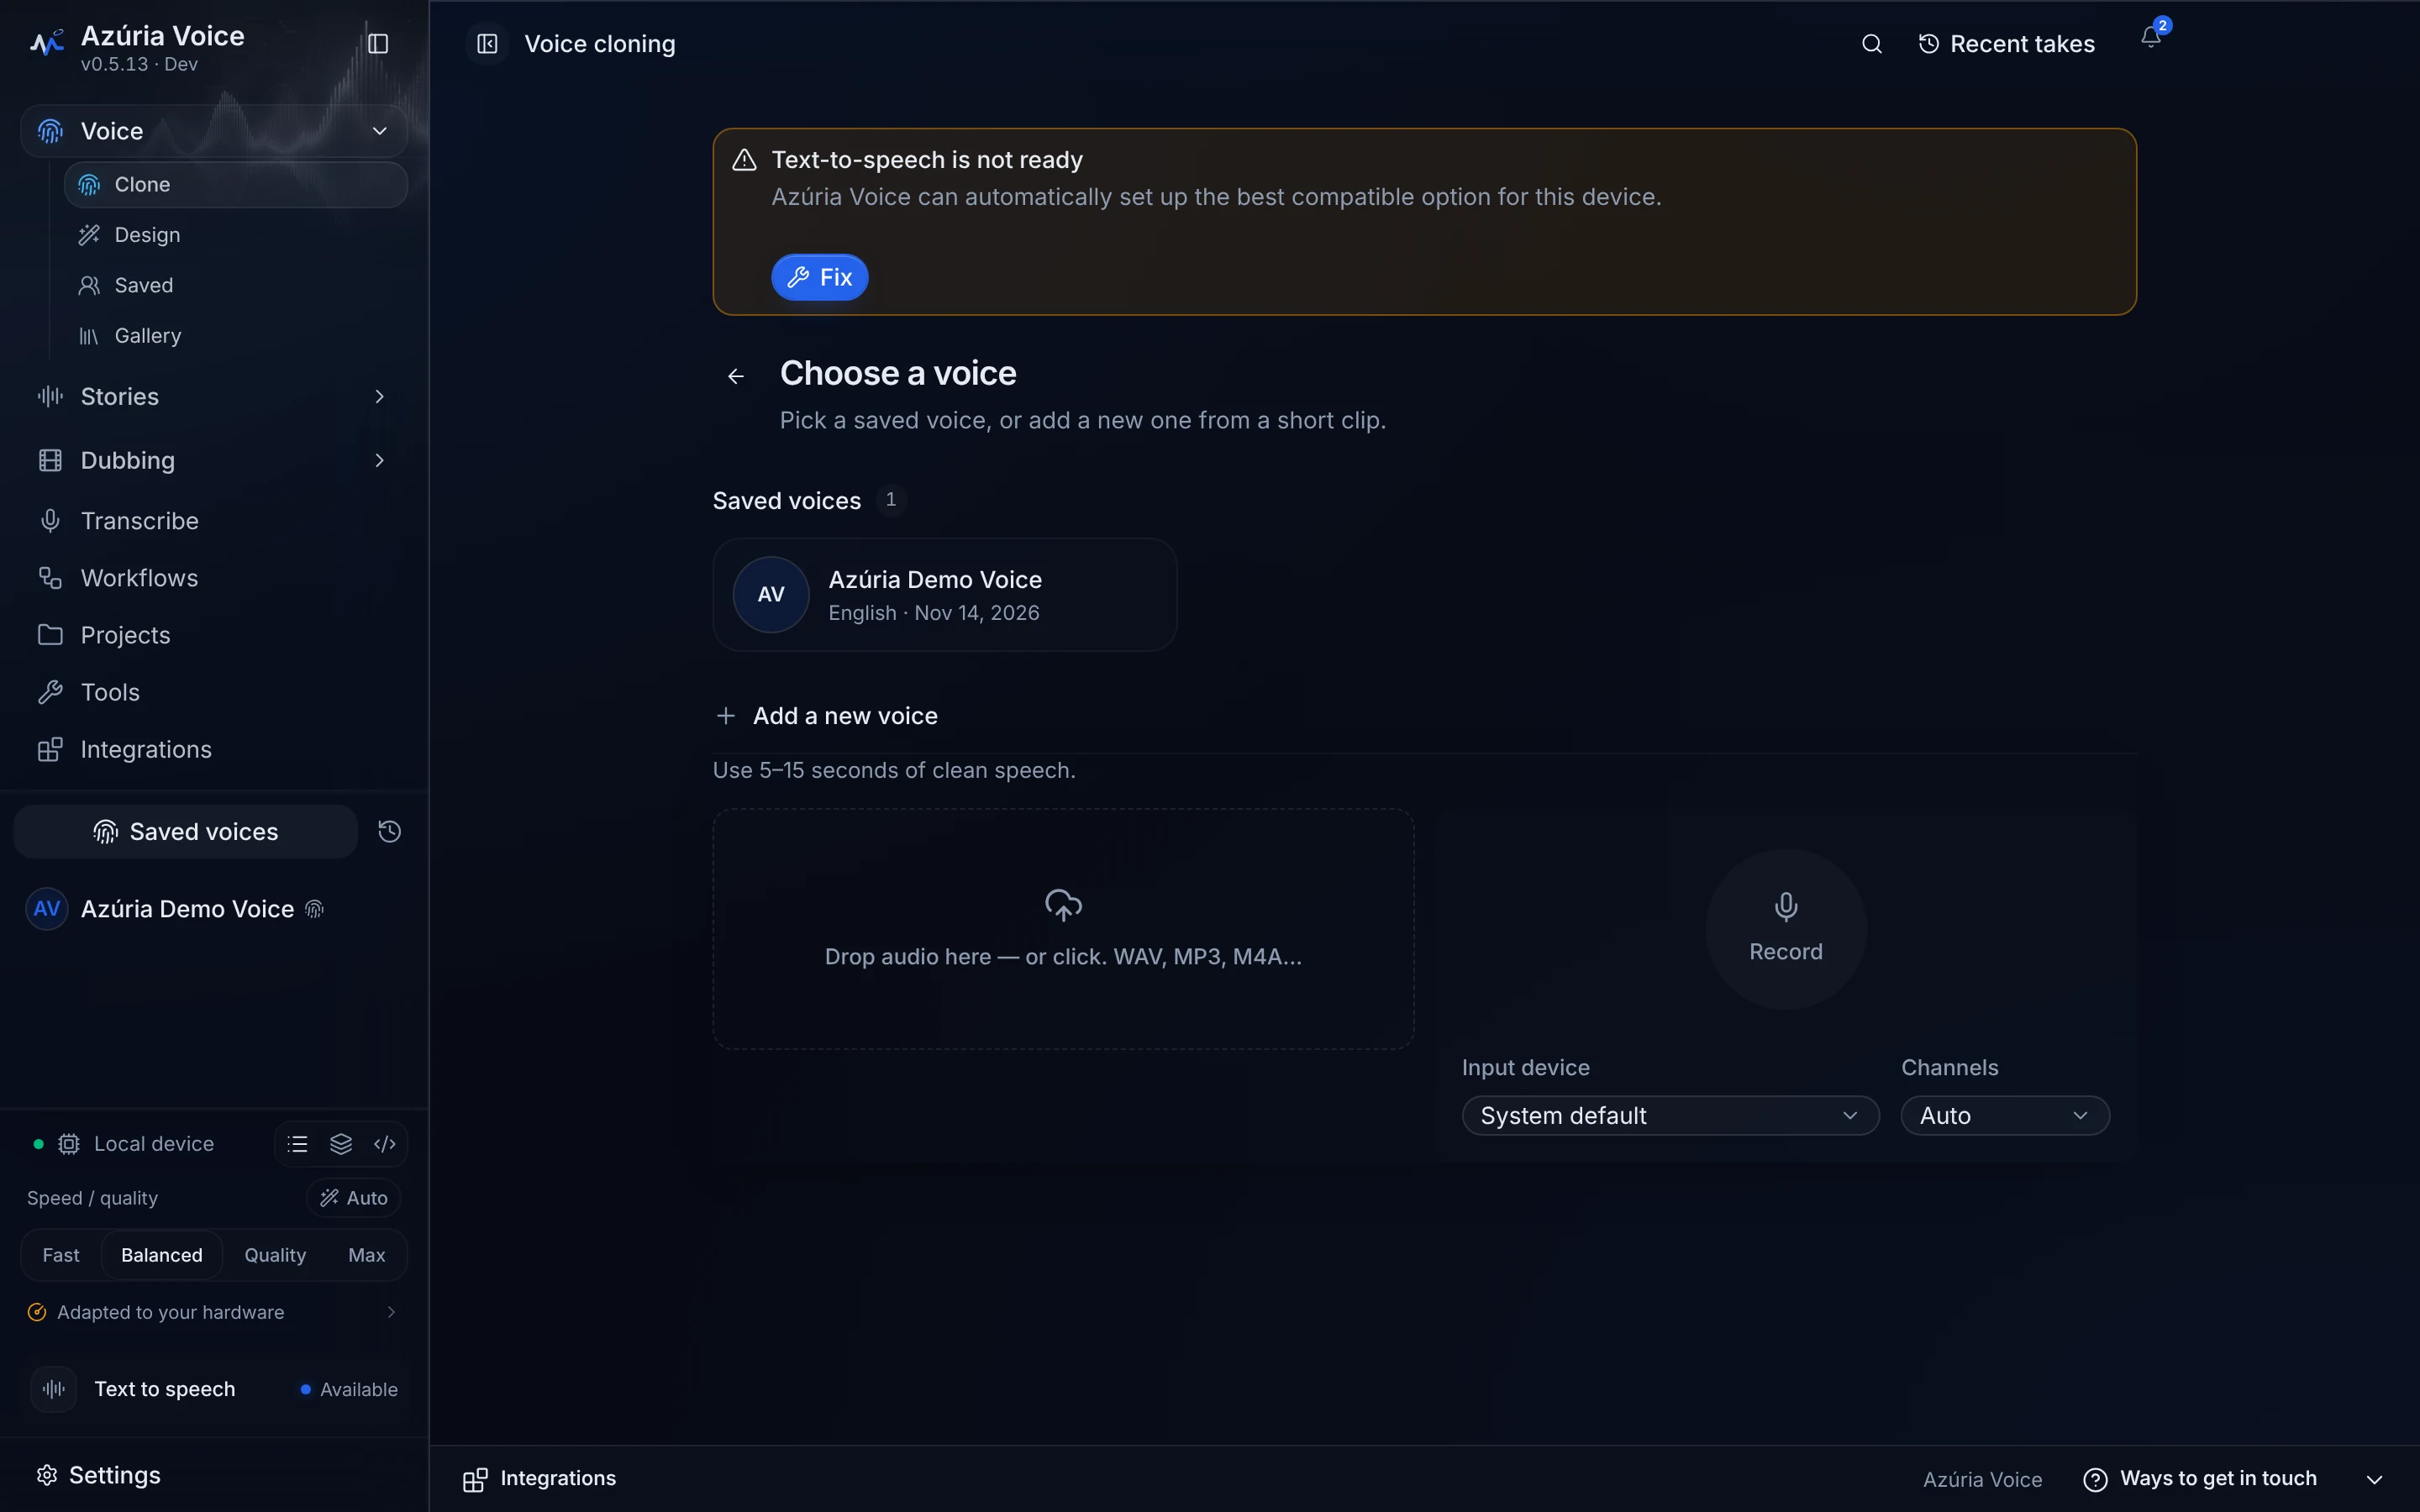 Azúria Voice
v0.5.13 · Dev
Voice
Clone
Design
Saved
Gallery
Stories
Dubbing
Transcribe
Workflows
Projects
Tools
Integrations
Saved voices
AV Azúria Demo Voice
Local device
Speed / quality
Auto
Fast Balanced Quality Max
Adapted to your hardware
Text to speech Available
Settings
Voice cloning
Recent takes
2
Text-to-speech is not ready
Azúria Voice can automatically set up the best compatible option for this device.
Fix
Choose a voice
Pick a saved voice, or add a new one from a short clip.
Saved voices 1
AV
Azúria Demo Voice
English · Nov 14, 2026
Add a new voice
Use 5–15 seconds of clean speech.
Drop audio here — or click. WAV, MP3, M4A…
Record
Input device Channels
System default Auto
Integrations
Azúria Voice
Ways to get in touch